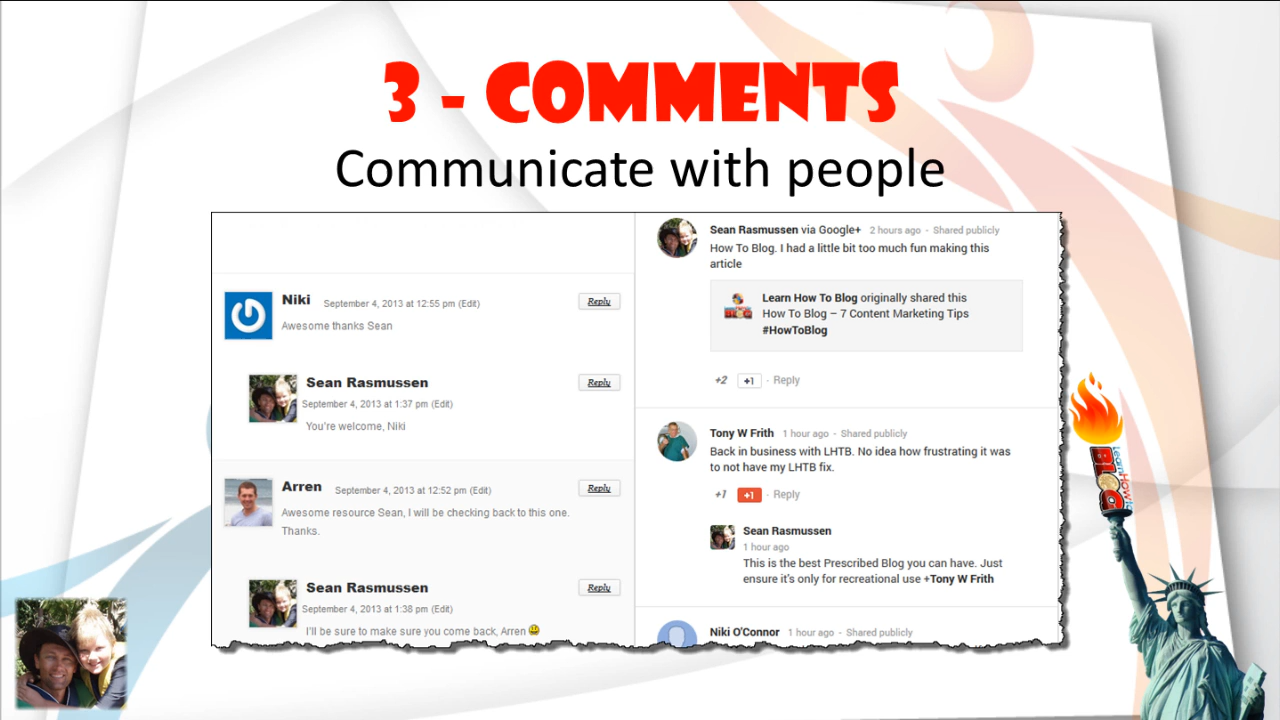 3 - COMMENTS
Communicate with people
Niki September 4, 2013 at 12:55 pm (Edit) Reply
Awesome thanks Sean
Sean Rasmussen Reply
September 4, 2013 at 1:37 pm (Edit)
You're welcome, Niki
Arren September 4, 2013 at 12:52 pm (Edit) Reply
Awesome resource Sean, I will be checking back to this one.
Thanks.
Sean Rasmussen Reply
September 4, 2013 at 1:38 pm (Edit)
I'll be sure to make sure you come back, Arren
Sean Rasmussen via Google+ 2 hours ago - Shared publicly
How To Blog. I had a little bit too much fun making this
article
Learn How To Blog originally shared this
How To Blog – 7 Content Marketing Tips
#HowToBlog
+2 +1 · Reply
Tony W Frith 1 hour ago - Shared publicly
Back in business with LHTB. No idea how frustrating it was
to not have my LHTB fix.
+1 +1 · Reply
Sean Rasmussen
1 hour ago
This is the best Prescribed Blog you can have. Just
ensure it's only for recreational use +Tony W Frith
Niki O'Connor 1 hour ago - Shared publicly
Learn
How to
BLOG